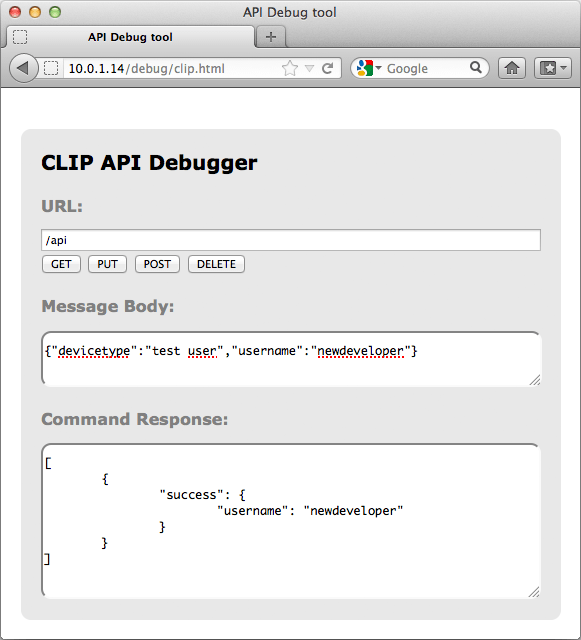 API Debug tool
API Debug tool
10.0.1.14/debug/clip.html
Google
CLIP API Debugger
URL:
/api
GET PUT POST DELETE
Message Body:
{"devicetype":"test user","username":"newdeveloper"}
Command Response:
[
{
"success": {
"username": "newdeveloper"
}
}
]